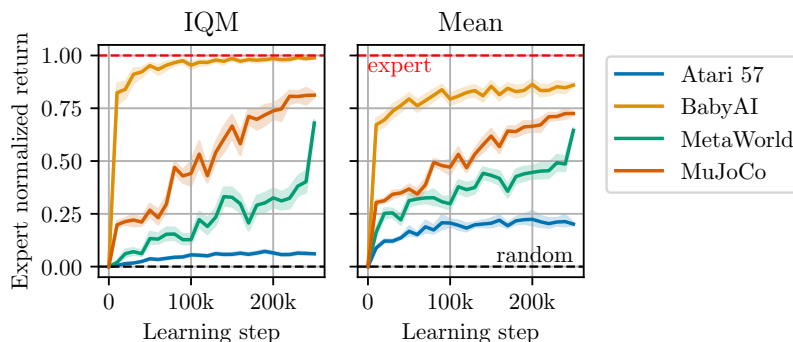 IQM
Mean
Expert normalized return
1.00
0.75
0.50
0.25
0.00
expert
random
0
100k
200k
0
100k
200k
Learning step
Learning step
Atari 57
BabyAI
MetaWorld
MuJoCo